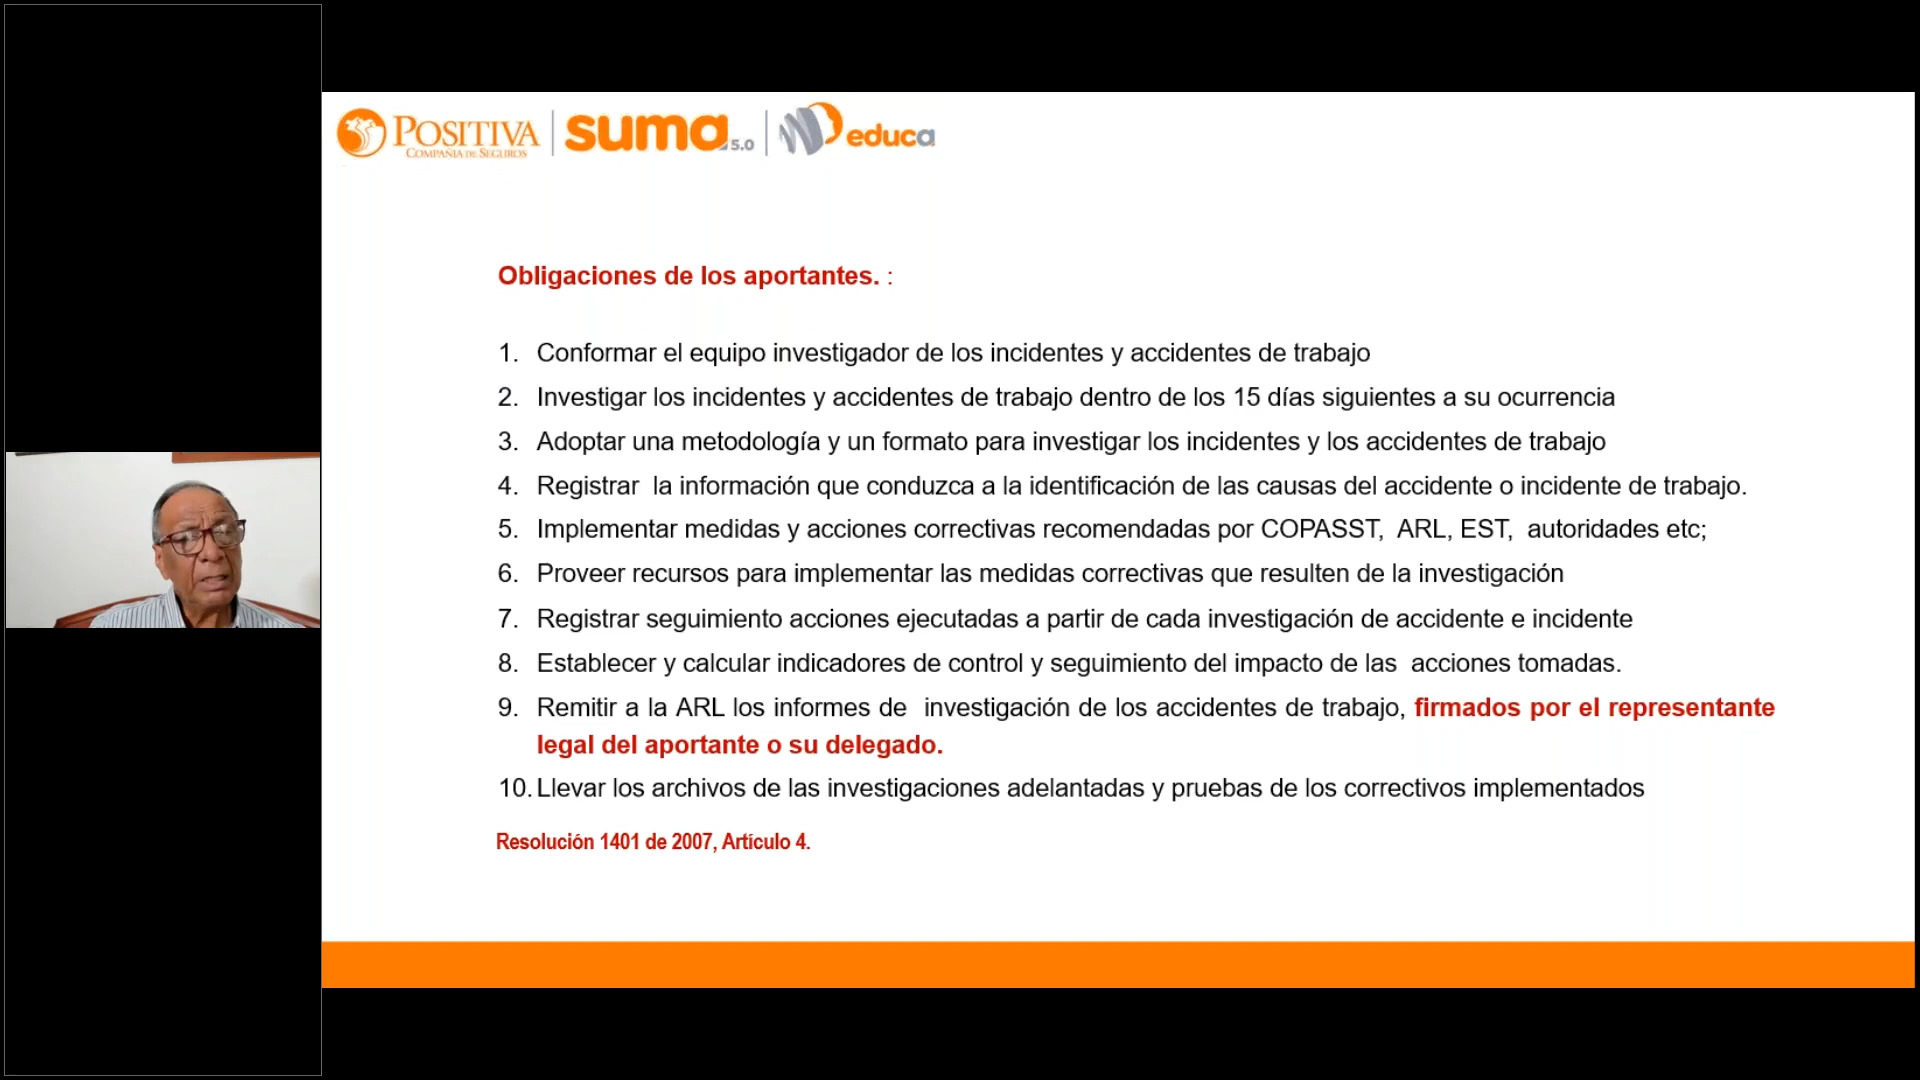 POSITIVA
COMPAÑIA DE SEGUROS
suma 5.0
educa
Obligaciones de los aportantes. :
1. Conformar el equipo investigador de los incidentes y accidentes de trabajo
2. Investigar los incidentes y accidentes de trabajo dentro de los 15 días siguientes a su ocurrencia
3. Adoptar una metodología y un formato para investigar los incidentes y los accidentes de trabajo
4. Registrar la información que conduzca a la identificación de las causas del accidente o incidente de trabajo.
5. Implementar medidas y acciones correctivas recomendadas por COPASST, ARL, EST, autoridades etc;
6. Proveer recursos para implementar las medidas correctivas que resulten de la investigación
7. Registrar seguimiento acciones ejecutadas a partir de cada investigación de accidente e incidente
8. Establecer y calcular indicadores de control y seguimiento del impacto de las acciones tomadas.
9. Remitir a la ARL los informes de investigación de los accidentes de trabajo, firmados por el representante
legal del aportante o su delegado.
10. Llevar los archivos de las investigaciones adelantadas y pruebas de los correctivos implementados
Resolución 1401 de 2007, Artículo 4.